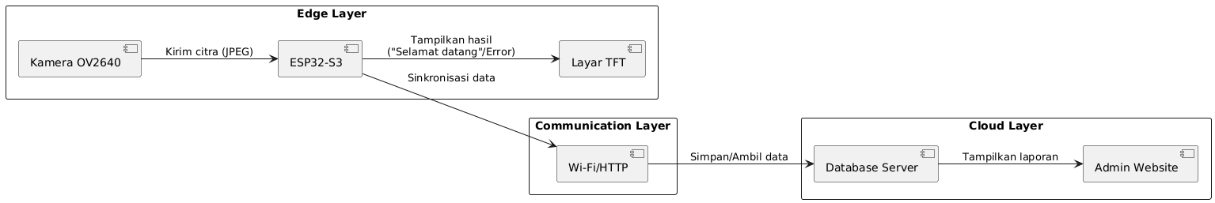 Edge Layer
Kamera OV2640
Kirim citra (JPEG)
ESP32-S3
Tampilkan hasil
("Selamat datang"/Error)
Layar TFT
Sinkronisasi data
Communication Layer
Wi-Fi/HTTP
Simpan/Ambil data
Cloud Layer
Database Server
Tampilkan laporan
Admin Website